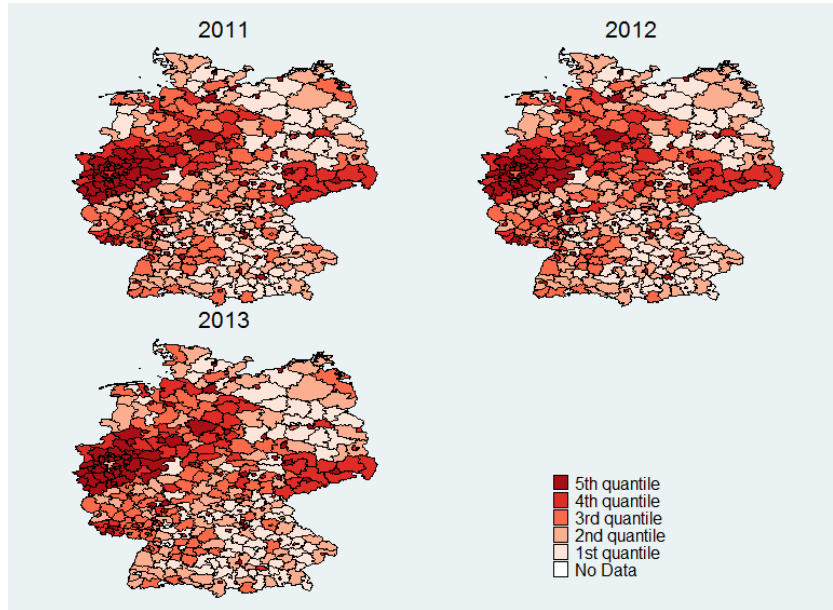 2011
2012
2013
5th quantile
4th quantile
3rd quantile
2nd quantile
1st quantile
No Data